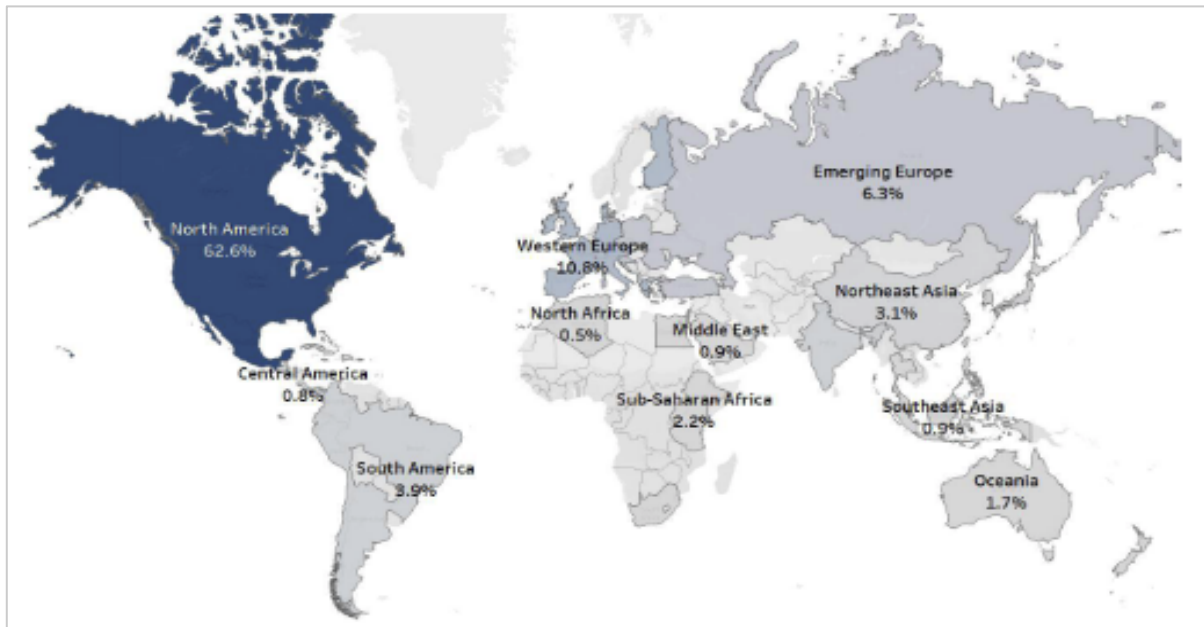 Emerging Europe
6.3%
North America
62.6%
Western Europe
10.8%
Northeast Asia
3.1%
North Africa
0.5%
Middle East
0.9%
Central America
0.8%
Sub-Saharan Africa
2.2%
Southeast Asia
0.9%
South America
3.9%
Oceania
1.7%